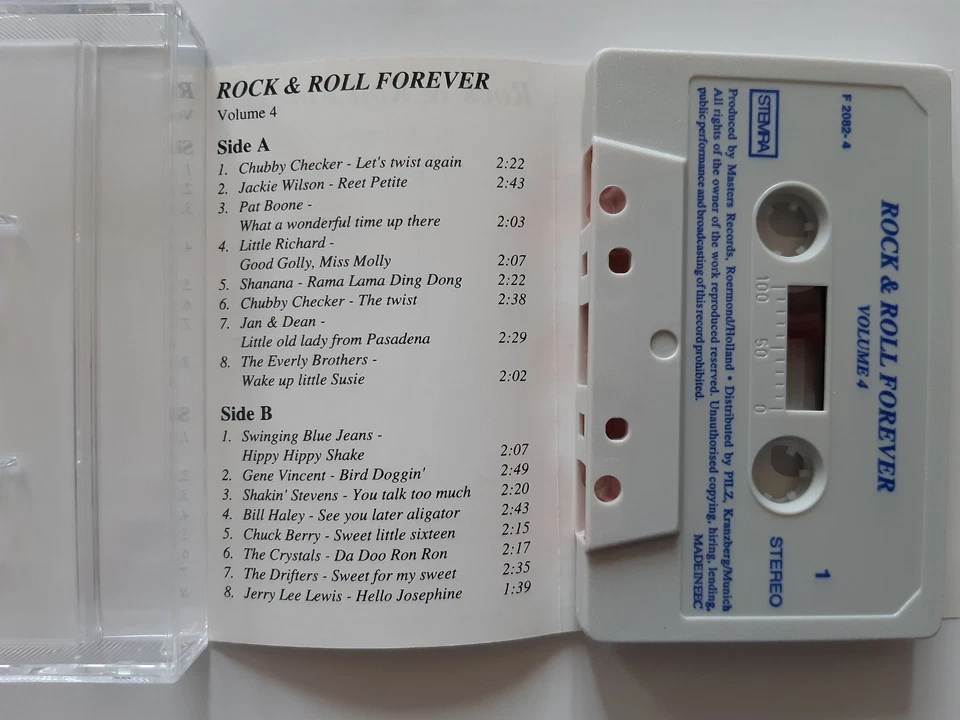 ROCK & ROLL FOREVER
Volume 4
Side A
1. Chubby Checker - Let's twist again 2:22
2. Jackie Wilson - Reet Petite 2:43
3. Pat Boone -
What a wonderful time up there 2:03
4. Little Richard -
Good Golly, Miss Molly 2:07
5. Shanana - Rama Lama Ding Dong 2:22
6. Chubby Checker - The twist 2:38
7. Jan & Dean -
Little old lady from Pasadena 2:29
8. The Everly Brothers -
Wake up little Susie 2:02
Side B
1. Swinging Blue Jeans -
Hippy Hippy Shake 2:07
2. Gene Vincent - Bird Doggin' 2:49
3. Shakin' Stevens - You talk too much 2:20
4. Bill Haley - See you later aligator 2:43
5. Chuck Berry - Sweet little sixteen 2:15
6. The Crystals - Da Doo Ron Ron 2:17
7. The Drifters - Sweet for my sweet 2:35
8. Jerry Lee Lewis - Hello Josephine 1:39
ROCK & ROLL FOREVER
VOLUME 4
F 2082-4
1
STEMRA
STEREO
100 50 0
Produced by Masters Records, Roermond/Holland • Distributed by PILZ, Kranzberg/Munich
All rights of the owner of the work reproduced reserved. Unauthorised copying, hiring, lending,
public performance and broadcasting of this record prohibited. MADE IN EEC